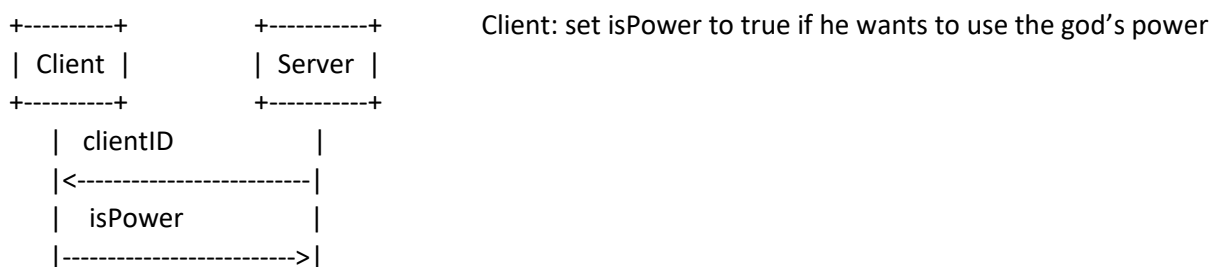 +----------+ +-----------+ Client: set isPower to true if he wants to use the god’s power
| Client | | Server |
+----------+ +-----------+
| clientID |
|<--------------------------|
| isPower |
|-------------------------->|